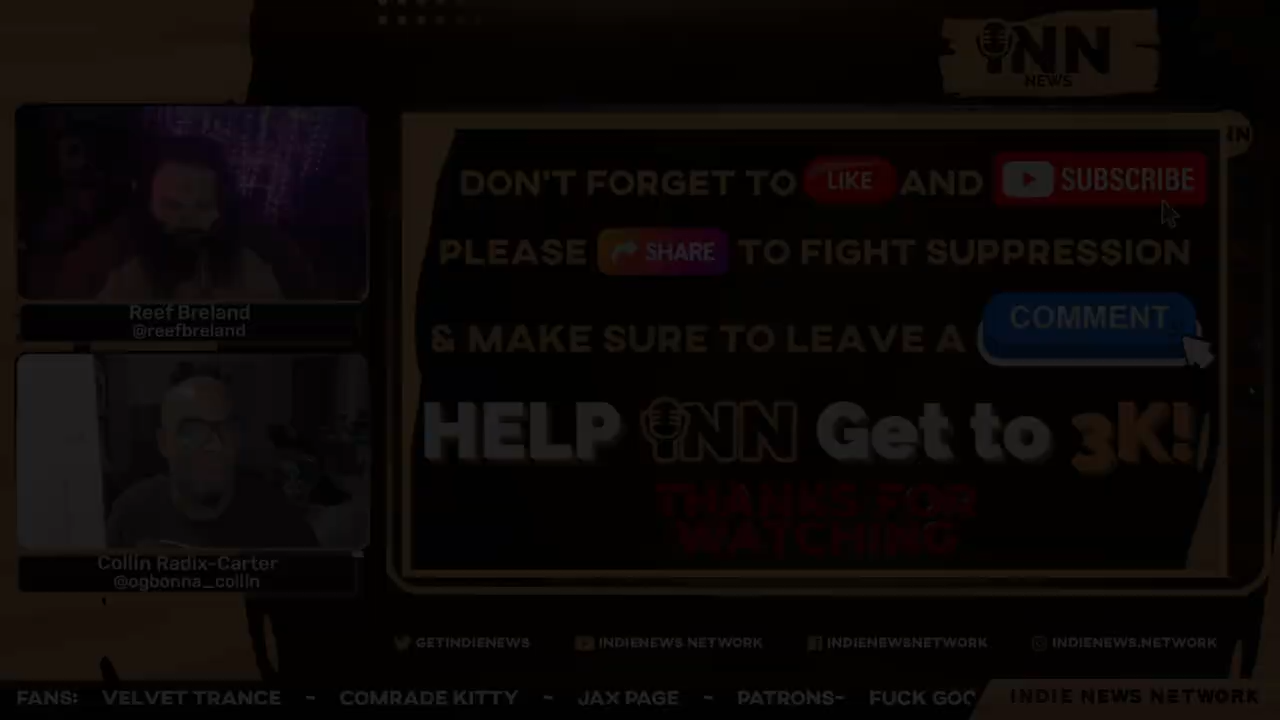 iNN
NEWS
IN
DON'T FORGET TO LIKE AND SUBSCRIBE
PLEASE SHARE TO FIGHT SUPPRESSION
& MAKE SURE TO LEAVE A COMMENT
HELP iNN Get to 3K!
THANKS FOR
WATCHING
Reef Breland
@reefbreland
Collin Radix-Carter
@ogbonna_collin
GETINDIENEWS INDIENEWS NETWORK INDIENEWSNETWORK INDIENEWS.NETWORK
FANS: VELVET TRANCE - COMRADE KITTY - JAX PAGE - PATRONS- FUCK GOO
INDIE NEWS NETWORK